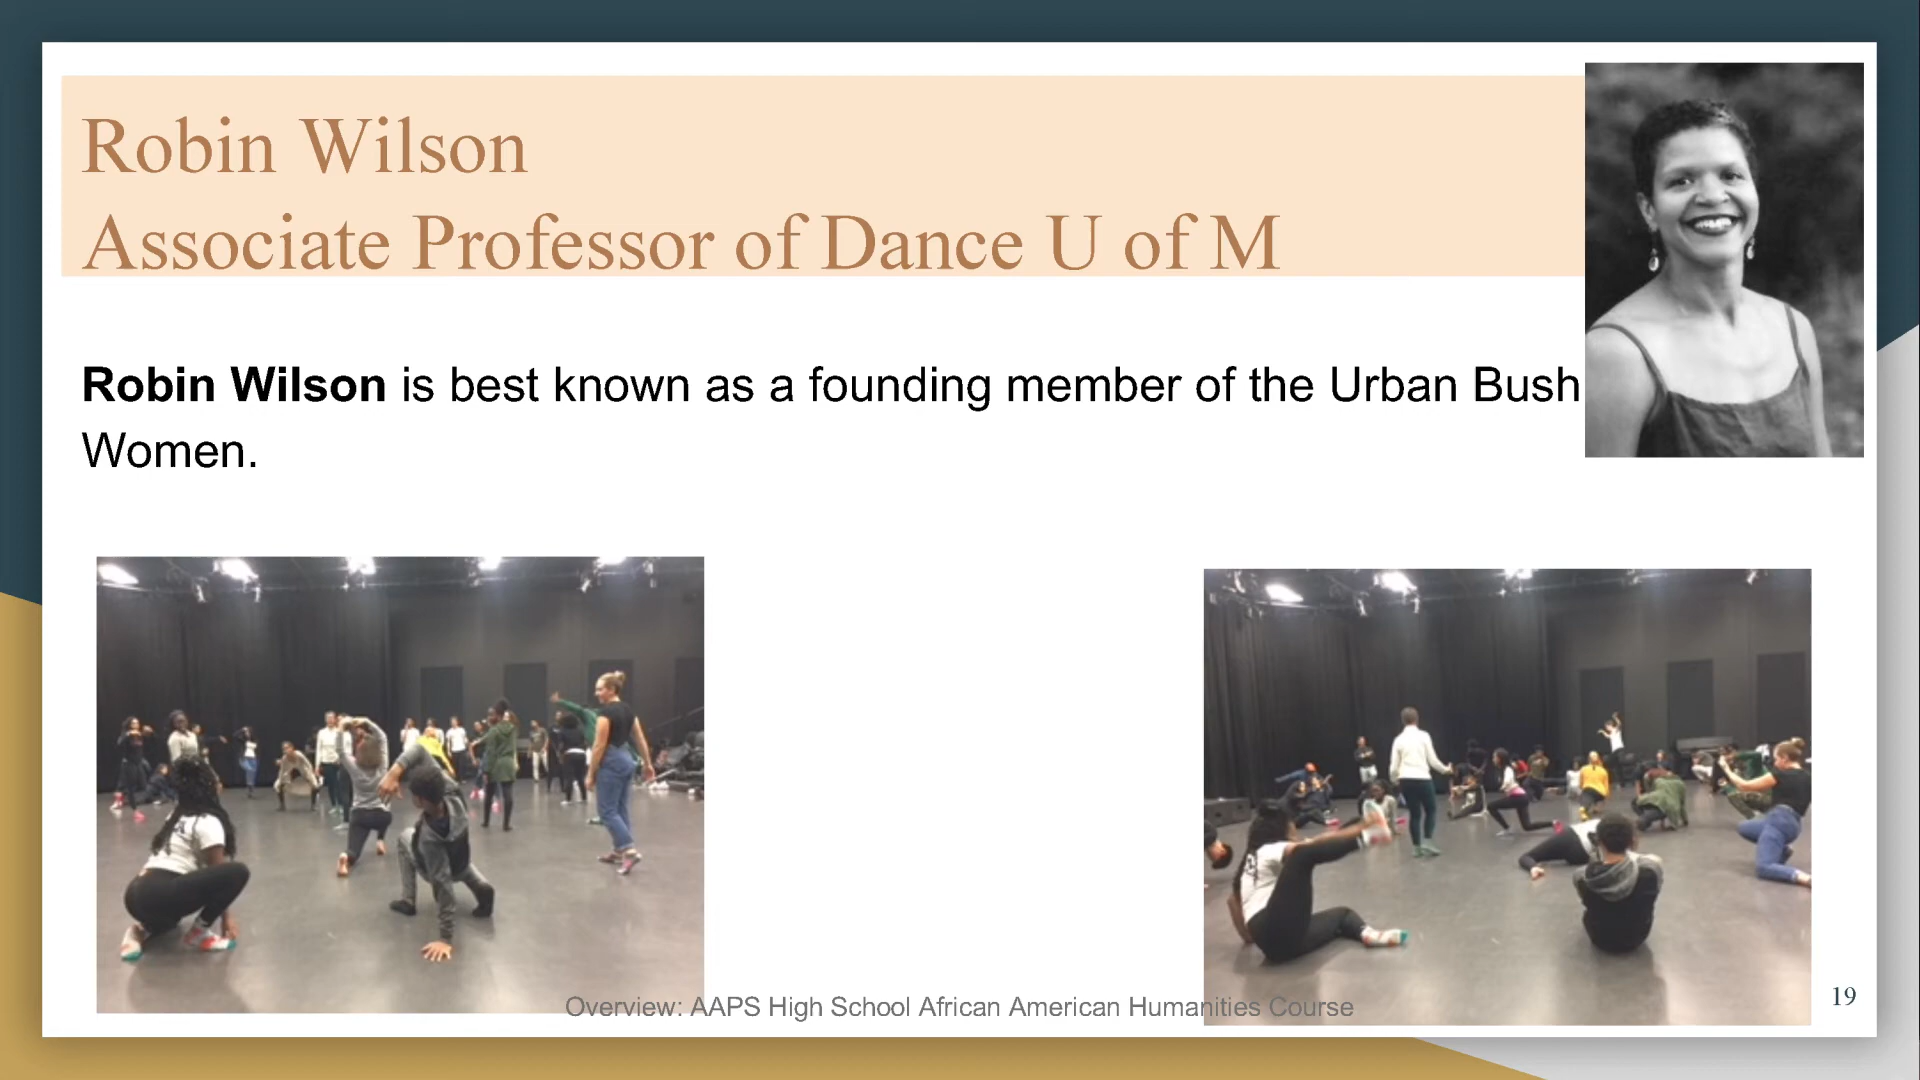 Robin Wilson
Associate Professor of Dance U of M
Robin Wilson is best known as a founding member of the Urban Bush
Women.
Overview: AAPS High School African American Humanities Course
19